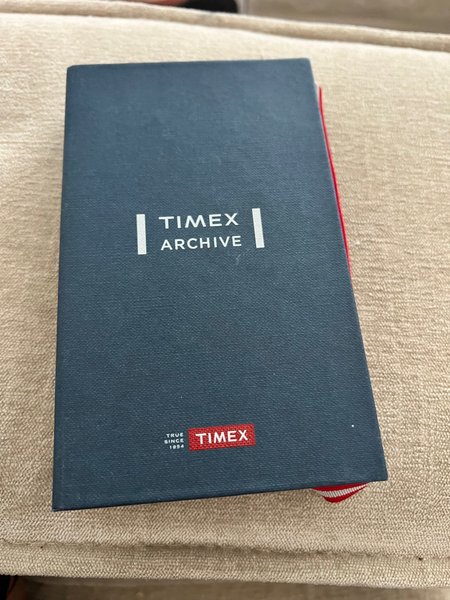 TIMEX
ARCHIVE
TRUE
SINCE
1854
TIMEX